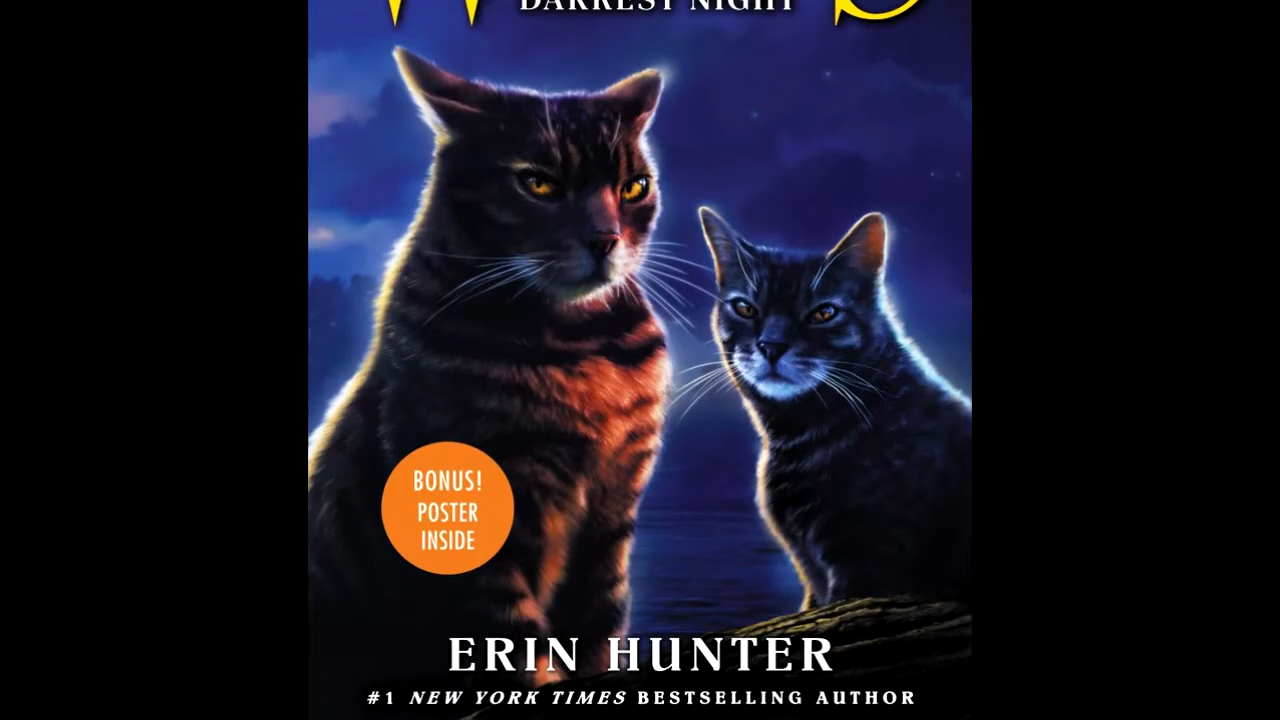 DARKEST NIGHT
BONUS!
POSTER
INSIDE
ERIN HUNTER
#1 NEW YORK TIMES BESTSELLING AUTHOR